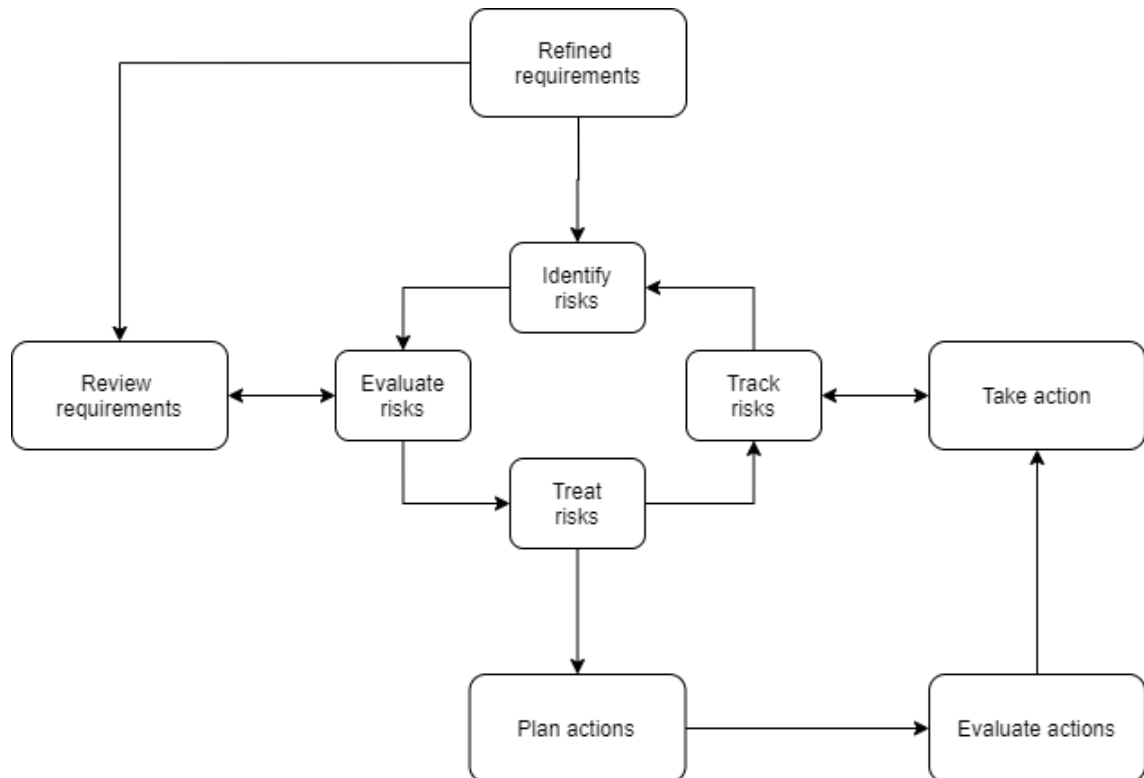 Refined
requirements
Identify
risks
Review
requirements
Evaluate
risks
Track
risks
Take action
Treat
risks
Plan actions
Evaluate actions